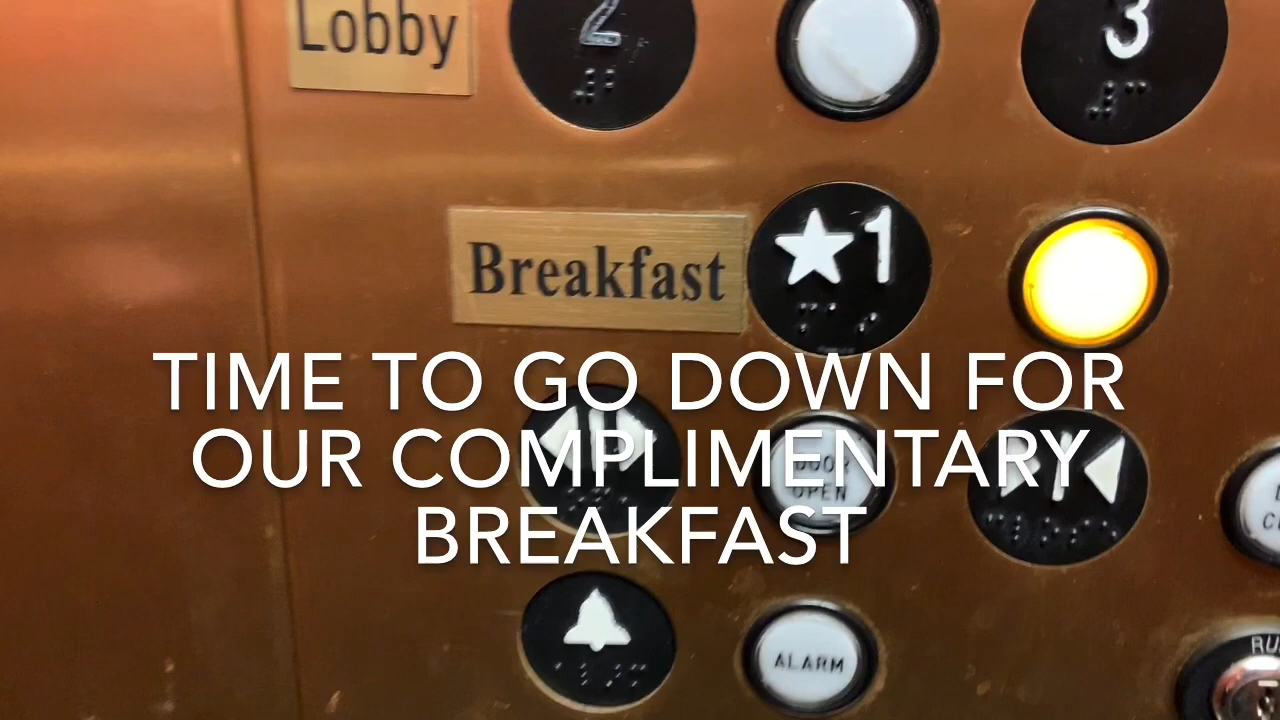 Lobby 2 3
Breakfast ★1
TIME TO GO DOWN FOR
OUR COMPLIMENTARY
BREAKFAST
DOOR
OPEN
ALARM